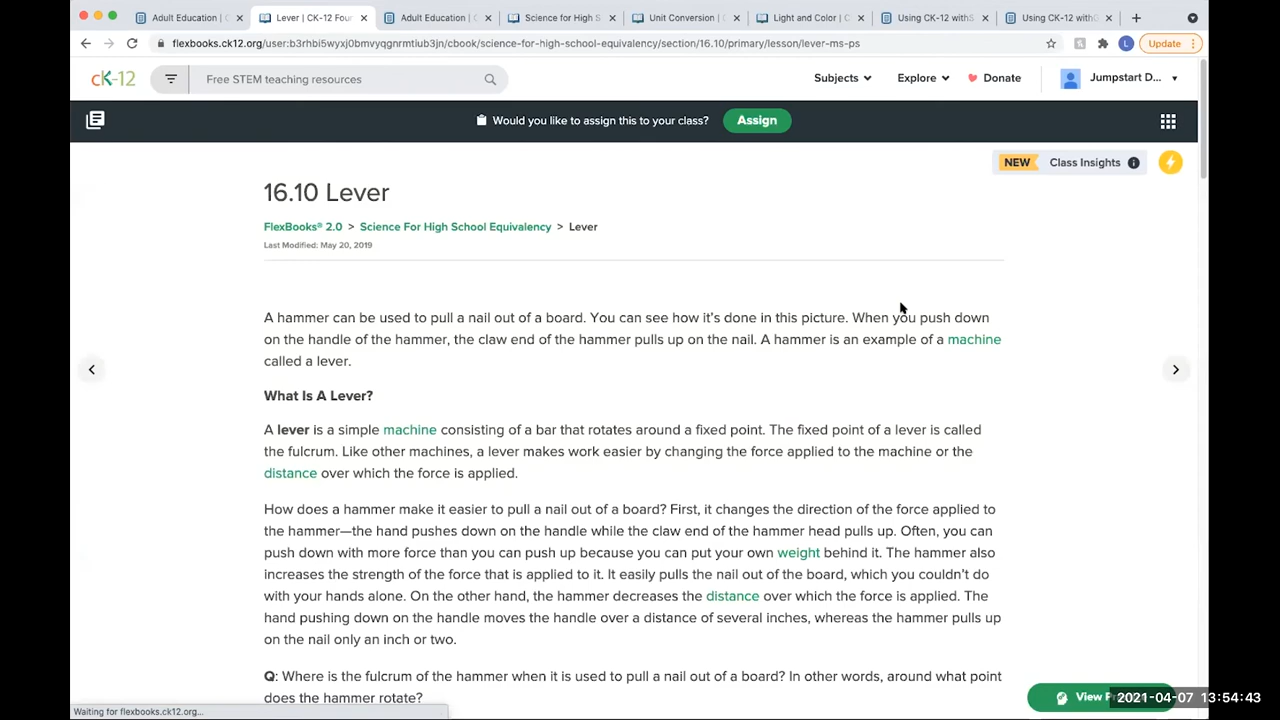 Adult Education | C
Lever | CK-12 Four
Adult Education | C
Science for High S
Unit Conversion |
Light and Color | C
Using CK-12 withS
Using CK-12 withG
flexbooks.ck12.org/user:b3rhbi5wyxj0bmvyqgnrmtiub3jn/cbook/science-for-high-school-equivalency/section/16.10/primary/lesson/lever-ms-ps
L
Update
cK-12
Free STEM teaching resources
Subjects
Explore
Donate
Jumpstart D...
Would you like to assign this to your class?
Assign
NEW Class Insights
16.10 Lever
FlexBooks® 2.0 > Science For High School Equivalency > Lever
Last Modified: May 20, 2019
A hammer can be used to pull a nail out of a board. You can see how it's done in this picture. When you push down
on the handle of the hammer, the claw end of the hammer pulls up on the nail. A hammer is an example of a machine
called a lever.
What Is A Lever?
A lever is a simple machine consisting of a bar that rotates around a fixed point. The fixed point of a lever is called
the fulcrum. Like other machines, a lever makes work easier by changing the force applied to the machine or the
distance over which the force is applied.
How does a hammer make it easier to pull a nail out of a board? First, it changes the direction of the force applied to
the hammer—the hand pushes down on the handle while the claw end of the hammer head pulls up. Often, you can
push down with more force than you can push up because you can put your own weight behind it. The hammer also
increases the strength of the force that is applied to it. It easily pulls the nail out of the board, which you couldn't do
with your hands alone. On the other hand, the hammer decreases the distance over which the force is applied. The
hand pushing down on the handle moves the handle over a distance of several inches, whereas the hammer pulls up
on the nail only an inch or two.
Q: Where is the fulcrum of the hammer when it is used to pull a nail out of a board? In other words, around what point
does the hammer rotate?
View
2021-04-07 13:54:43
Waiting for flexbooks.ck12.org...